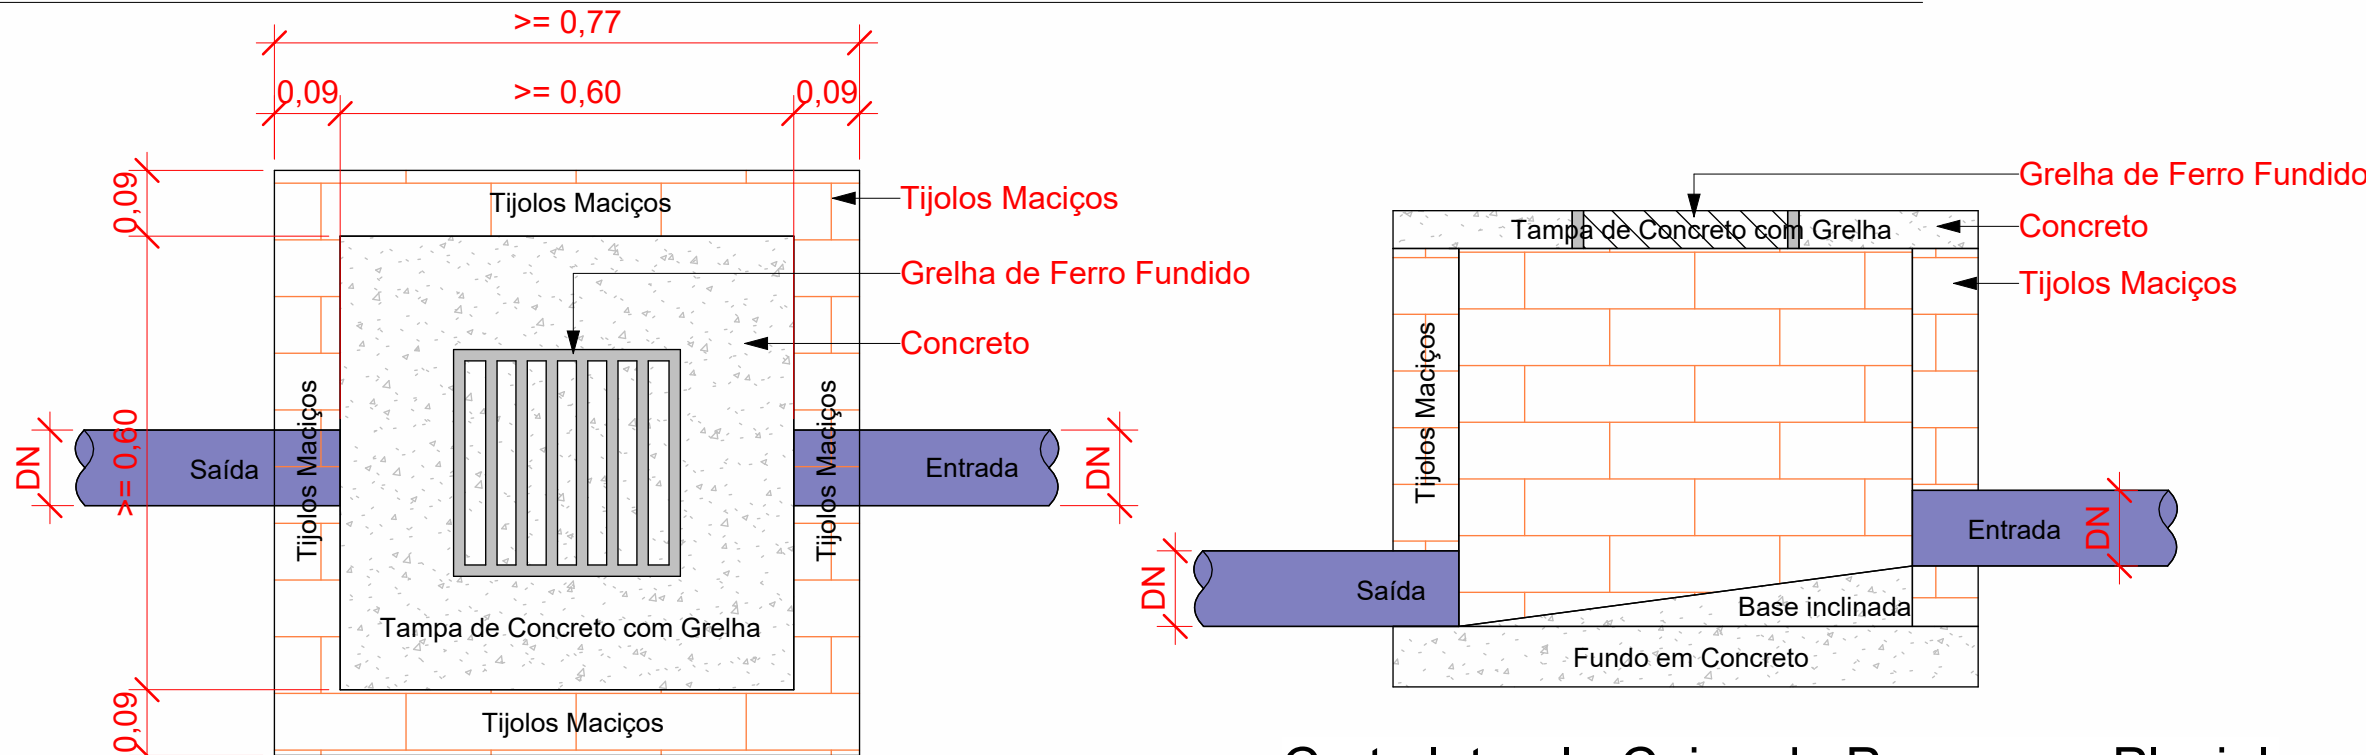 >= 0,77
0,09
>= 0,60
0,09
0,09
Tijolos Maciços
Tijolos Maciços
Grelha de Ferro Fundido
Concreto
Tijolos Maciços
Tijolos Maciços
DN
Saída
>= 0,60
Entrada
DN
Tampa de Concreto com Grelha
0,09
Tijolos Maciços
Grelha de Ferro Fundido
Tampa de Concreto com Grelha
Concreto
Tijolos Maciços
Tijolos Maciços
Entrada
DN
DN
Saída
Base inclinada
Fundo em Concreto